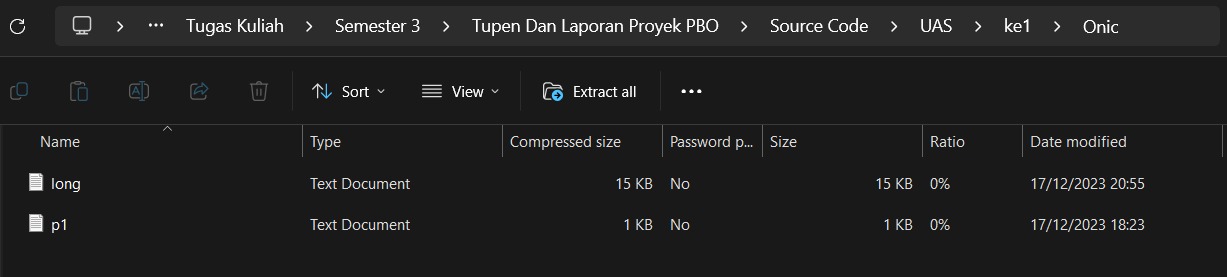 Tugas Kuliah > Semester 3 > Tupen Dan Laporan Proyek PBO > Source Code > UAS > ke1 > Onic
Sort View Extract all
Name Type Compressed size Password p... Size Ratio Date modified
long Text Document 15 KB No 15 KB 0% 17/12/2023 20:55
p1 Text Document 1 KB No 1 KB 0% 17/12/2023 18:23